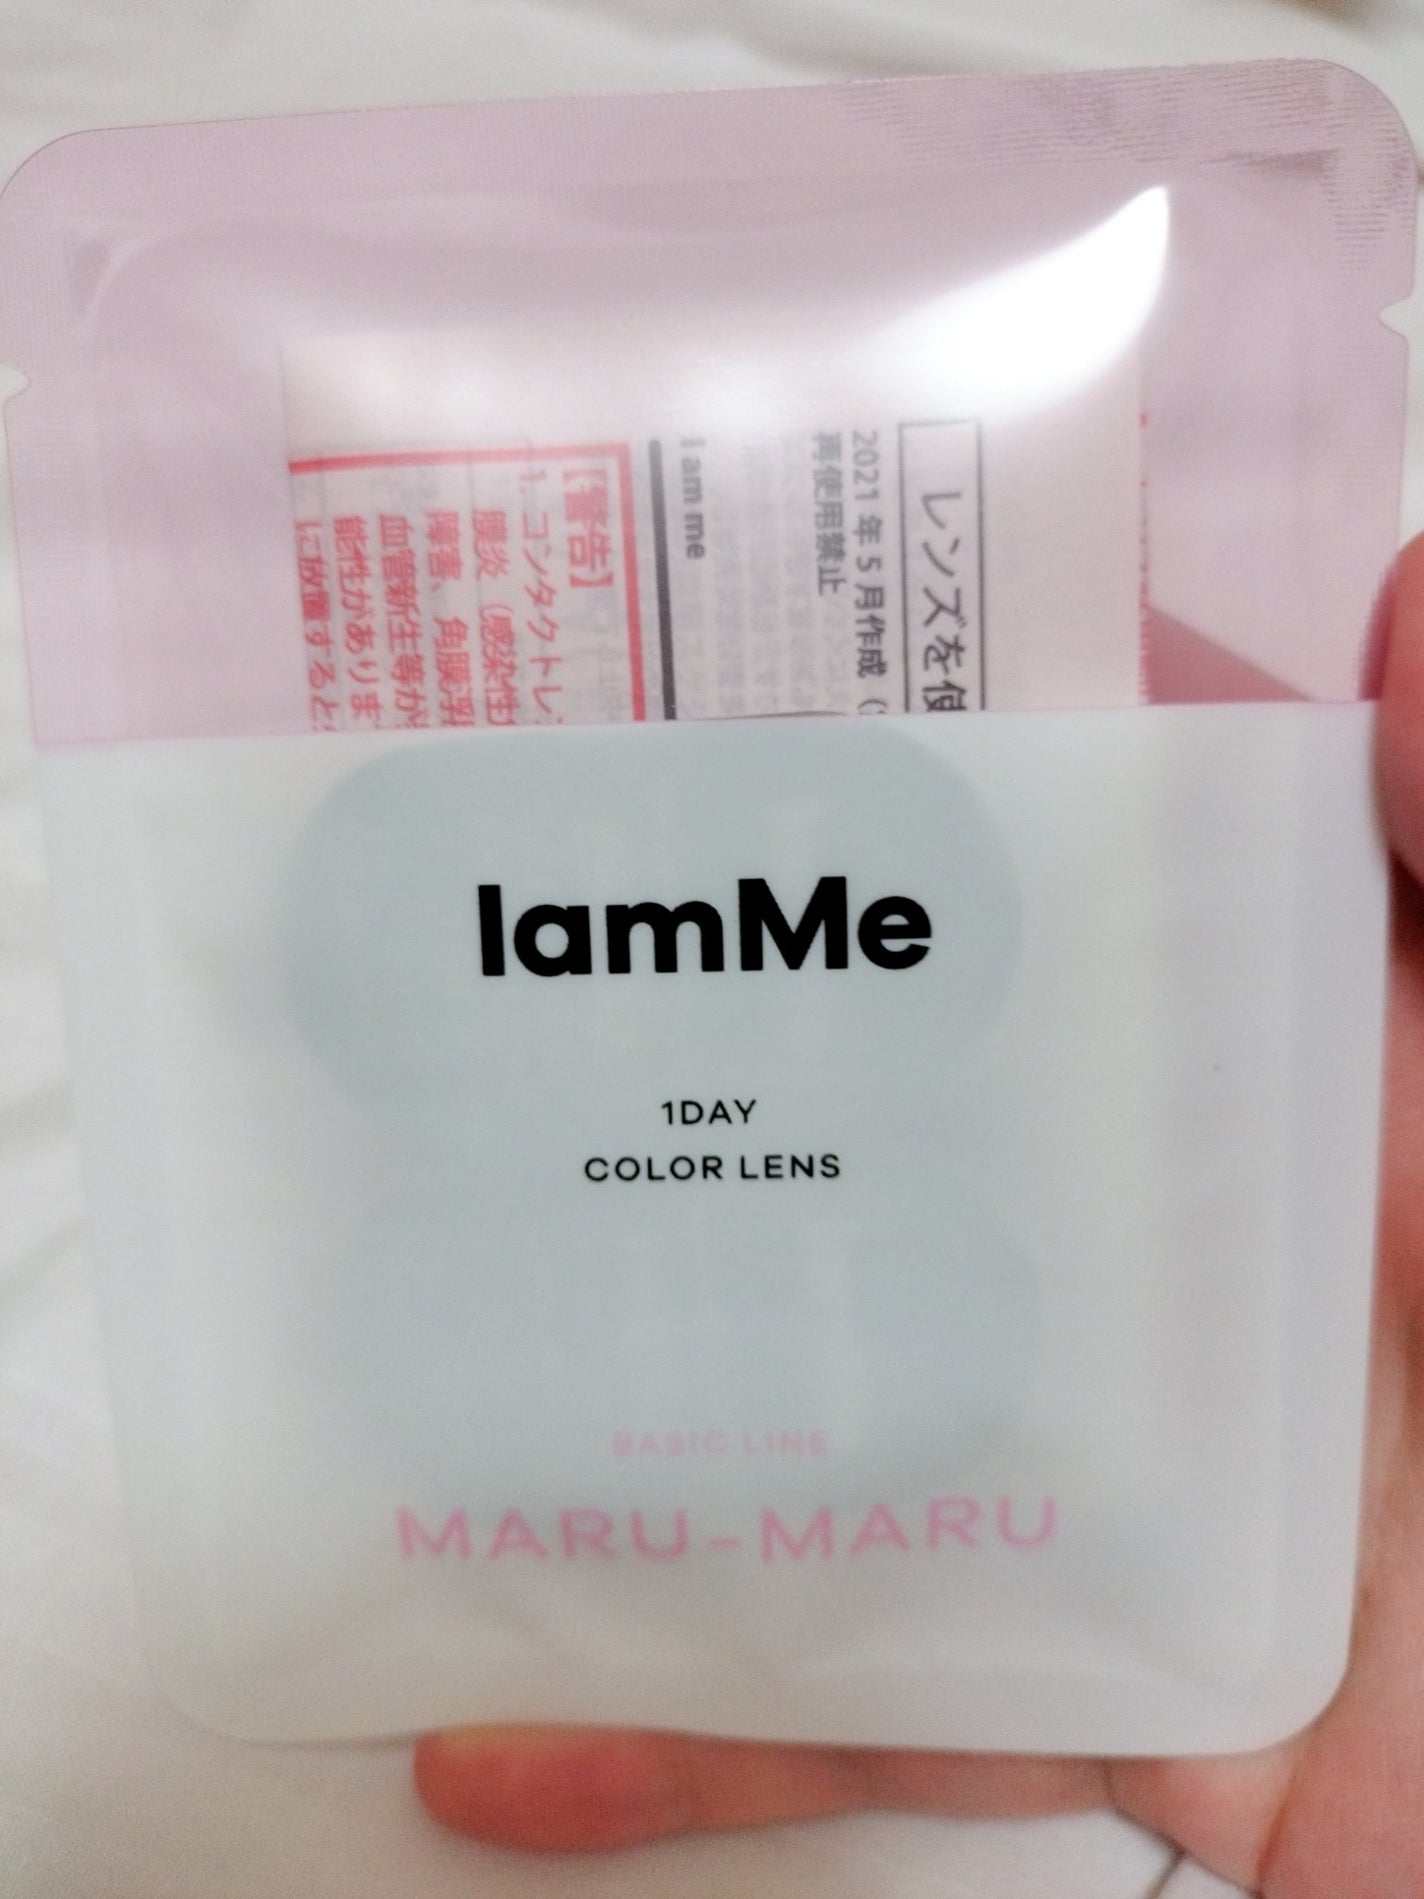 レンズを使
2021年5月作成
再使用禁止
I am me
【警告】
1. コンタクトレン
膜炎（感染性
障害、角膜浮
血管新生等が
能性がありま
に放置すると
IamMe
1DAY
COLOR LENS
BASIC LINE
MARU-MARU